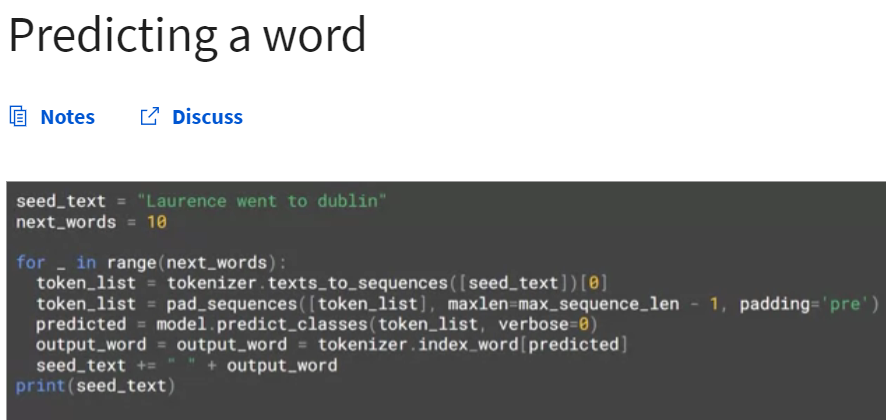 Predicting a word
Notes Discuss
seed_text = "Laurence went to dublin"
next_words = 10
for _ in range(next_words):
  token_list = tokenizer.texts_to_sequences([seed_text])[0]
  token_list = pad_sequences([token_list], maxlen=max_sequence_len - 1, padding='pre')
  predicted = model.predict_classes(token_list, verbose=0)
  output_word = output_word = tokenizer.index_word[predicted]
  seed_text += " " + output_word
print(seed_text)